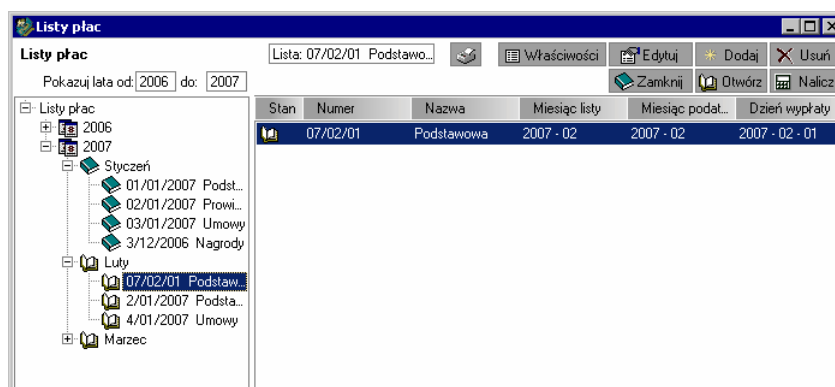 Listy płac
Listy płac Lista: 07/02/01 Podstawo... Właściwości Edytuj Dodaj Usuń
Pokazuj lata od: 2006 do: 2007 Zamknij Otwórz Nalicz
Listy płac
2006
2007
Styczeń
01/01/2007 Podst...
02/01/2007 Prowi...
03/01/2007 Umowy
3/12/2006 Nagrody
Luty
07/02/01 Podstaw...
2/01/2007 Podsta...
4/01/2007 Umowy
Marzec
Stan Numer Nazwa Miesiąc listy Miesiąc podat... Dzień wypłaty
07/02/01 Podstawowa 2007 - 02 2007 - 02 2007 - 02 - 01